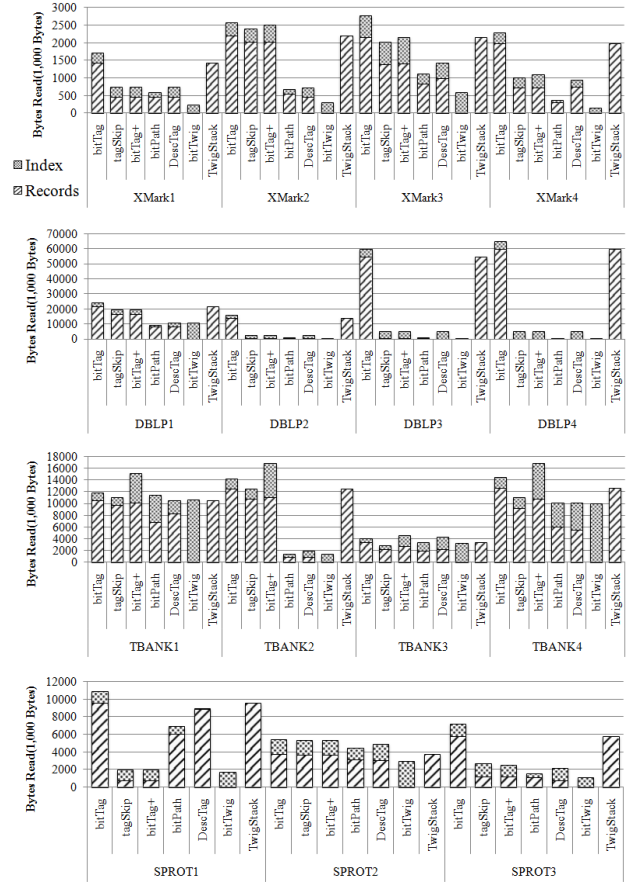 3000
2500
2000
1500
1000
500
0
Bytes Read(1,000 Bytes)
bitTag tagSkip bitTag+ bitPath DescTag bitTwig TwigStack bitTag tagSkip bitTag+ bitPath DescTag bitTwig TwigStack bitTag tagSkip bitTag+ bitPath DescTag bitTwig TwigStack bitTag tagSkip bitTag+ bitPath DescTag bitTwig TwigStack
XMark1 XMark2 XMark3 XMark4
Index
Records
70000
60000
50000
40000
30000
20000
10000
0
Bytes Read(1,000 Bytes)
bitTag tagSkip bitTag+ bitPath DescTag bitTwig TwigStack bitTag tagSkip bitTag+ bitPath DescTag bitTwig TwigStack bitTag tagSkip bitTag+ bitPath DescTag bitTwig TwigStack bitTag tagSkip bitTag+ bitPath DescTag bitTwig TwigStack
DBLP1 DBLP2 DBLP3 DBLP4
18000
16000
14000
12000
10000
8000
6000
4000
2000
0
Bytes Read(1,000 Bytes)
bitTag tagSkip bitTag+ bitPath DescTag bitTwig TwigStack bitTag tagSkip bitTag+ bitPath DescTag bitTwig TwigStack bitTag tagSkip bitTag+ bitPath DescTag bitTwig TwigStack bitTag tagSkip bitTag+ bitPath DescTag bitTwig TwigStack
TBANK1 TBANK2 TBANK3 TBANK4
12000
10000
8000
6000
4000
2000
0
Bytes Read(1,000 Bytes)
bitTag tagSkip bitTag+ bitPath DescTag bitTwig TwigStack bitTag tagSkip bitTag+ bitPath DescTag bitTwig TwigStack bitTag tagSkip bitTag+ bitPath DescTag bitTwig TwigStack
SPROT1 SPROT2 SPROT3